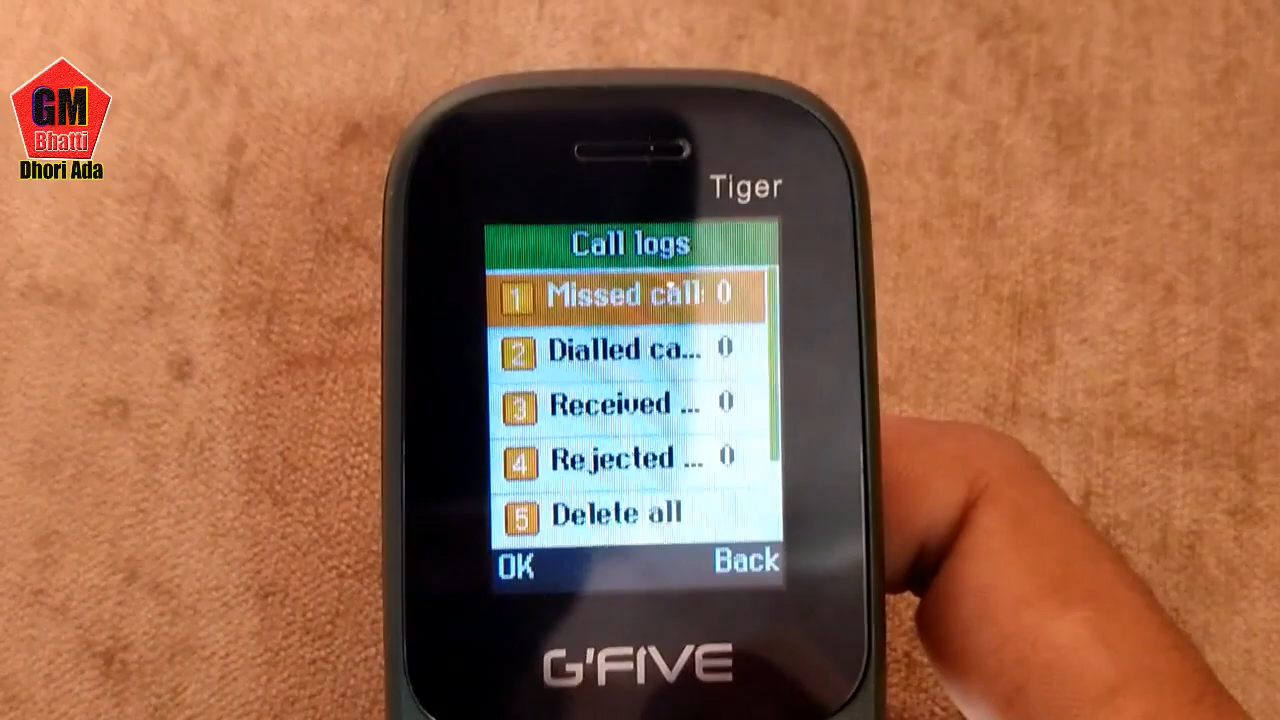 GM
Bhatti
Dhori Ada
Tiger
Call logs
1 Missed call 0
2 Dialled ca... 0
3 Received ... 0
4 Rejected ... 0
5 Delete all
OK Back
G'FIVE